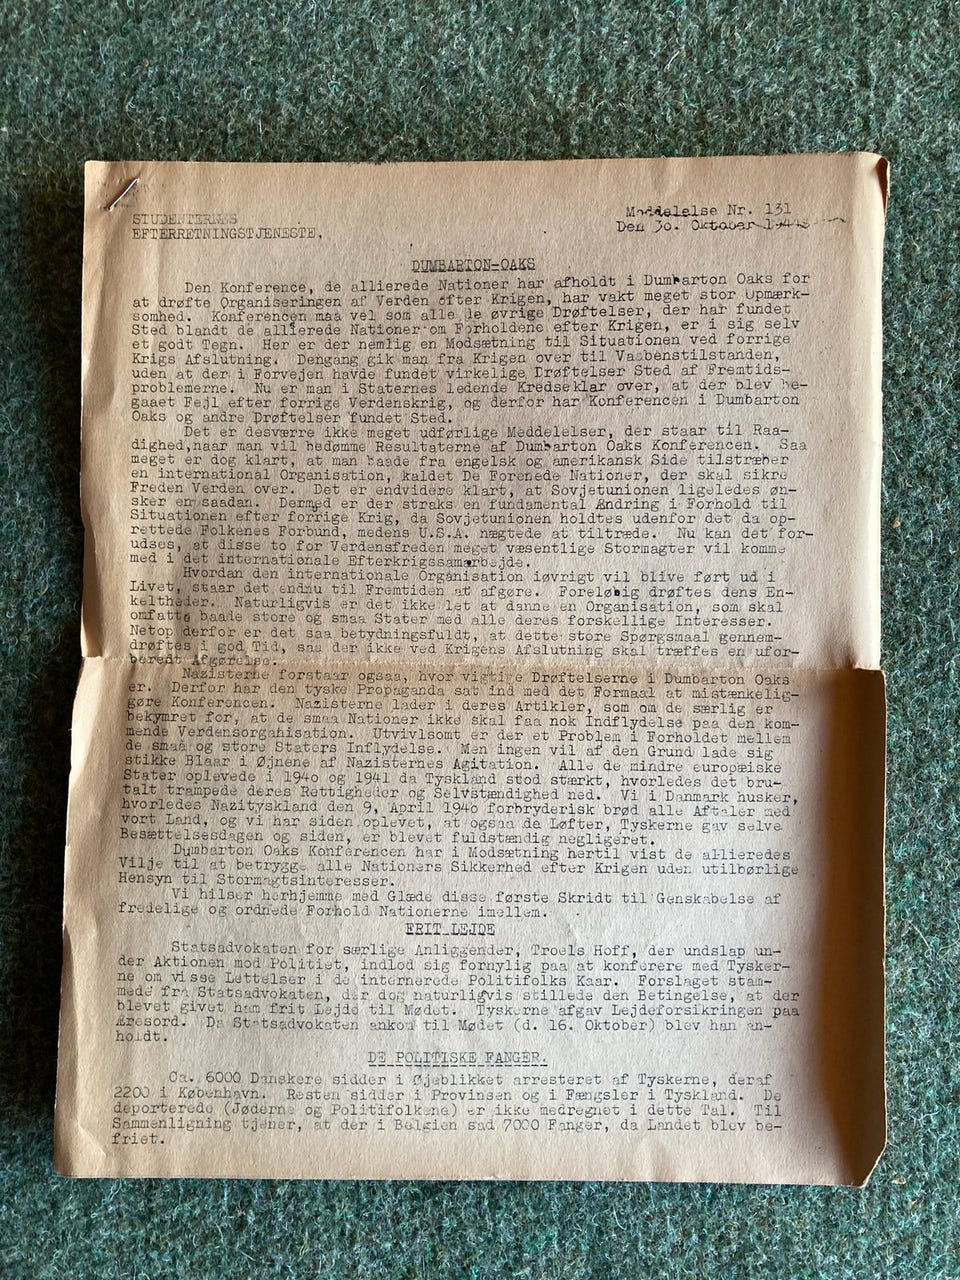 STUDENTERNES
EFTERRETNINGSTJENESTE.
Meddelelse Nr. 131
Den 30. Oktober 1944
DUMBARTON-OAKS
Den Konference, de allierede Nationer har afholdt i Dumbarton Oaks for
at drøfte Organiseringen af Verden efter Krigen, har vakt meget stor Opmærk-
somhed. Konferencen maa vel som alle de øvrige Drøftelser, der har fundet
Sted blandt de allierede Nationer om Forholdene efter Krigen, er i sig selv
et godt Tegn. Her er der nemlig en Modsætning til Situationen ved forrige
Krigs Afslutning. Dengang gik man fra Krigen over til Vaabenstilstanden,
uden at der i Forvejen havde fundet virkelige Drøftelser Sted af Fremtids-
problemerne. Nu er man i Staternes ledende Kredse klar over, at der blev be-
gaaet Fejl efter forrige Verdenskrig, og derfor har Konferencen i Dumbarton
Oaks og andre Drøftelser fundet Sted.
Det er desværre ikke meget udførlige Meddelelser, der staar til Raa-
dighed,naar man vil bedømme Resultaterne af Dumbarton Oaks Konferencen. Saa
meget er dog klart, at man baade fra engelsk og amerikansk Side tilstræber
en international Organisation, kaldet De Forenede Nationer, der skal sikre
Freden Verden over. Det er endvidere klart, at Sovjetunionen ligeledes øn-
sker en saadan. Dermed er der straks en fundamental Ændring i Forhold til
Situationen efter forrige Krig, da Sovjetunionen holdtes udenfor det da op-
rettede Folkenes Forbund, medens U.S.A. nægtede at tiltræde. Nu kan det for-
udses, at disse to for Verdensfreden meget væsentlige Stormagter vil komme
med i det internationale Efterkrigssamarbejde.
Hvordan den internationale Organisation iøvrigt vil blive ført ud i
Livet, staar det endnu til Fremtiden at afgøre. Foreløbig drøftes dens En-
keltheder. Naturligvis er det ikke let at danne en Organisation, som skal
omfatte baade store og smaa Stater med alle deres forskellige Interesser.
Netop derfor er det saa betydningsfuldt, at dette store Spørgsmaal gennem-
drøftes i god Tid, saa der ikke ved Krigens Afslutning skal træffes en ufor-
beredt Afgørelse.
Nazisterne forstaar ogsaa, hvor vigtige Drøftelserne i Dumbarton Oaks
er. Derfor har den tyske Propaganda sat ind med det Formaal at mistænkelig-
gøre Konferencen. Nazisterne lader i deres Artikler, som om de særlig er
bekymret for, at de smaa Nationer ikke skal faa nok Indflydelse paa den kom-
mende Verdensorganisation. Utvivlsomt er der et Problem i Forholdet mellem
de smaa og store Staters Inflydelse. Men ingen vil af den Grund lade sig
stikke Blaar i Øjnene af Nazisternes Agitation. Alle de mindre europæiske
Stater oplevede i 1940 og 1941 da Tyskland stod stærkt, hvorledes det bru-
talt trampede deres Rettigheder og Selvstændighed ned. Vi i Danmark husker,
hvorledes Nazityskland den 9. April 1940 forbryderisk brød alle Aftaler med
vort Land, og vi har siden oplevet, at ogsaa de Løfter, Tyskerne gav selve
Besættelsesdagen og siden, er blevet fuldstændig negligeret.
Dumbarton Oaks Konferencen har i Modsætning hertil vist de allieredes
Vilje til at betrygge alle Nationers Sikkerhed efter Krigen uden utilbørlige
Hensyn til Stormagtsinteresser.
Vi hilser herhjemme med Glæde disse første Skridt til Genskabelse af
fredelige og ordnede Forhold Nationerne imellem.
FRIT LEJDE
Statsadvokaten for særlige Anliggender, Troels Hoff, der undslap un-
der Aktionen mod Politiet, indlod sig fornylig paa at konferere med Tysker-
ne om visse Lettelser i de internerede Politifolks Kaar. Forslaget stam-
mede fra Statsadvokaten, der dog naturligvis stillede den Betingelse, at der
blevet givet ham frit Lejde til Mødet. Tyskerne afgav Lejdeforsikringen paa
Æresord. Da Statsadvokaten ankom til Mødet (d. 16. Oktober) blev han an-
holdt.
DE POLITISKE FANGER.
Ca. 6000 Danskere sidder i Øjeblikket arresteret af Tyskerne, deraf
2200 i København. Resten sidder i Provinsen og i Fængsler i Tyskland. De
deporterede (Jøderne og Politifolkene) er ikke medregnet i dette Tal. Til
Sammenligning tjener, at der i Belgien sad 7000 Fanger, da Landet blev be-
friet.